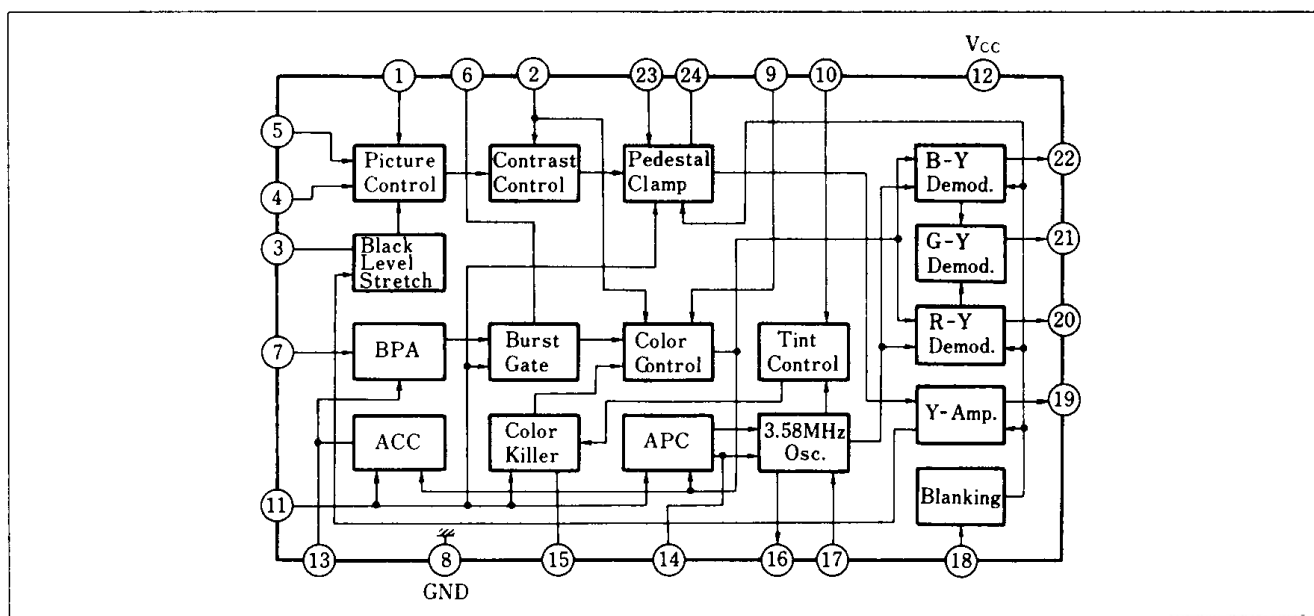 Vcc
1
6
2
23
24
9
10
12
5
4
3
7
11
Picture
Control
Contrast
Control
Pedestal
Clamp
B-Y
Demod.
22
Black
Level
Stretch
G-Y
Demod.
21
BPA
Burst
Gate
Color
Control
Tint
Control
R-Y
Demod.
20
ACC
Color
Killer
APC
3.58MHz
Osc.
Y-Amp.
19
Blanking
13
8
15
14
16
17
18
GND